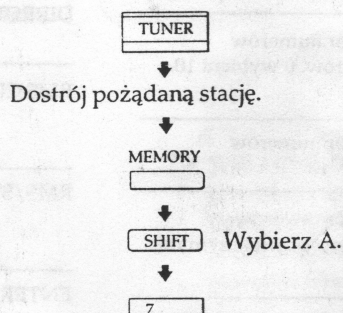 TUNER
Dostrój pożądaną stację.
MEMORY
SHIFT Wybierz A.
7